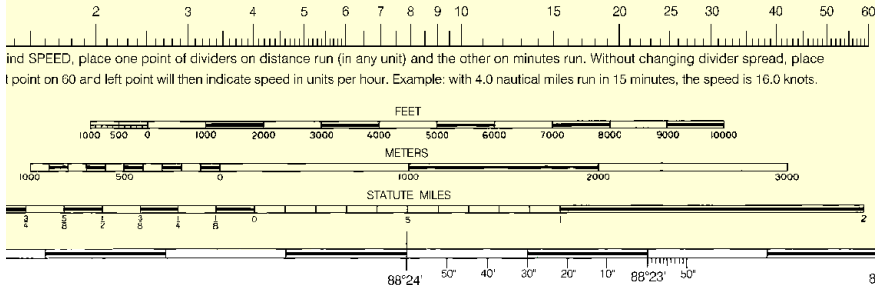 2 3 4 5 6 7 8 9 10 15 20 25 30 40 50 60
ind SPEED, place one point of dividers on distance run (in any unit) and the other on minutes run. Without changing divider spread, place
t point on 60 and left point will then indicate speed in units per hour. Example: with 4.0 nautical miles run in 15 minutes, the speed is 16.0 knots.
FEET
1000 500 0 1000 2000 3000 4000 5000 6000 7000 8000 9000 10000
METERS
1000 500 0 1000 2000 3000
STATUTE MILES
3/4 5/8 1/2 3/8 1/4 1/8 0 .5 1 2
88°24' 50" 40' 30" 20" 10" 88°23' 50" 8